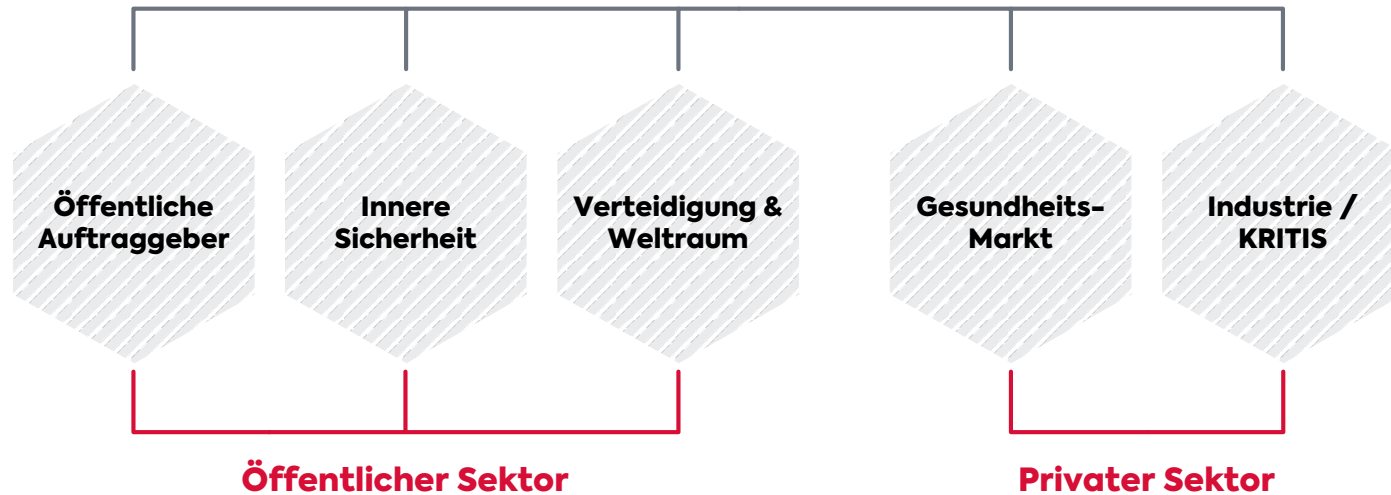 Öffentliche
Auftraggeber
Innere
Sicherheit
Verteidigung &
Weltraum
Gesundheits-
Markt
Industrie /
KRITIS
Öffentlicher Sektor
Privater Sektor